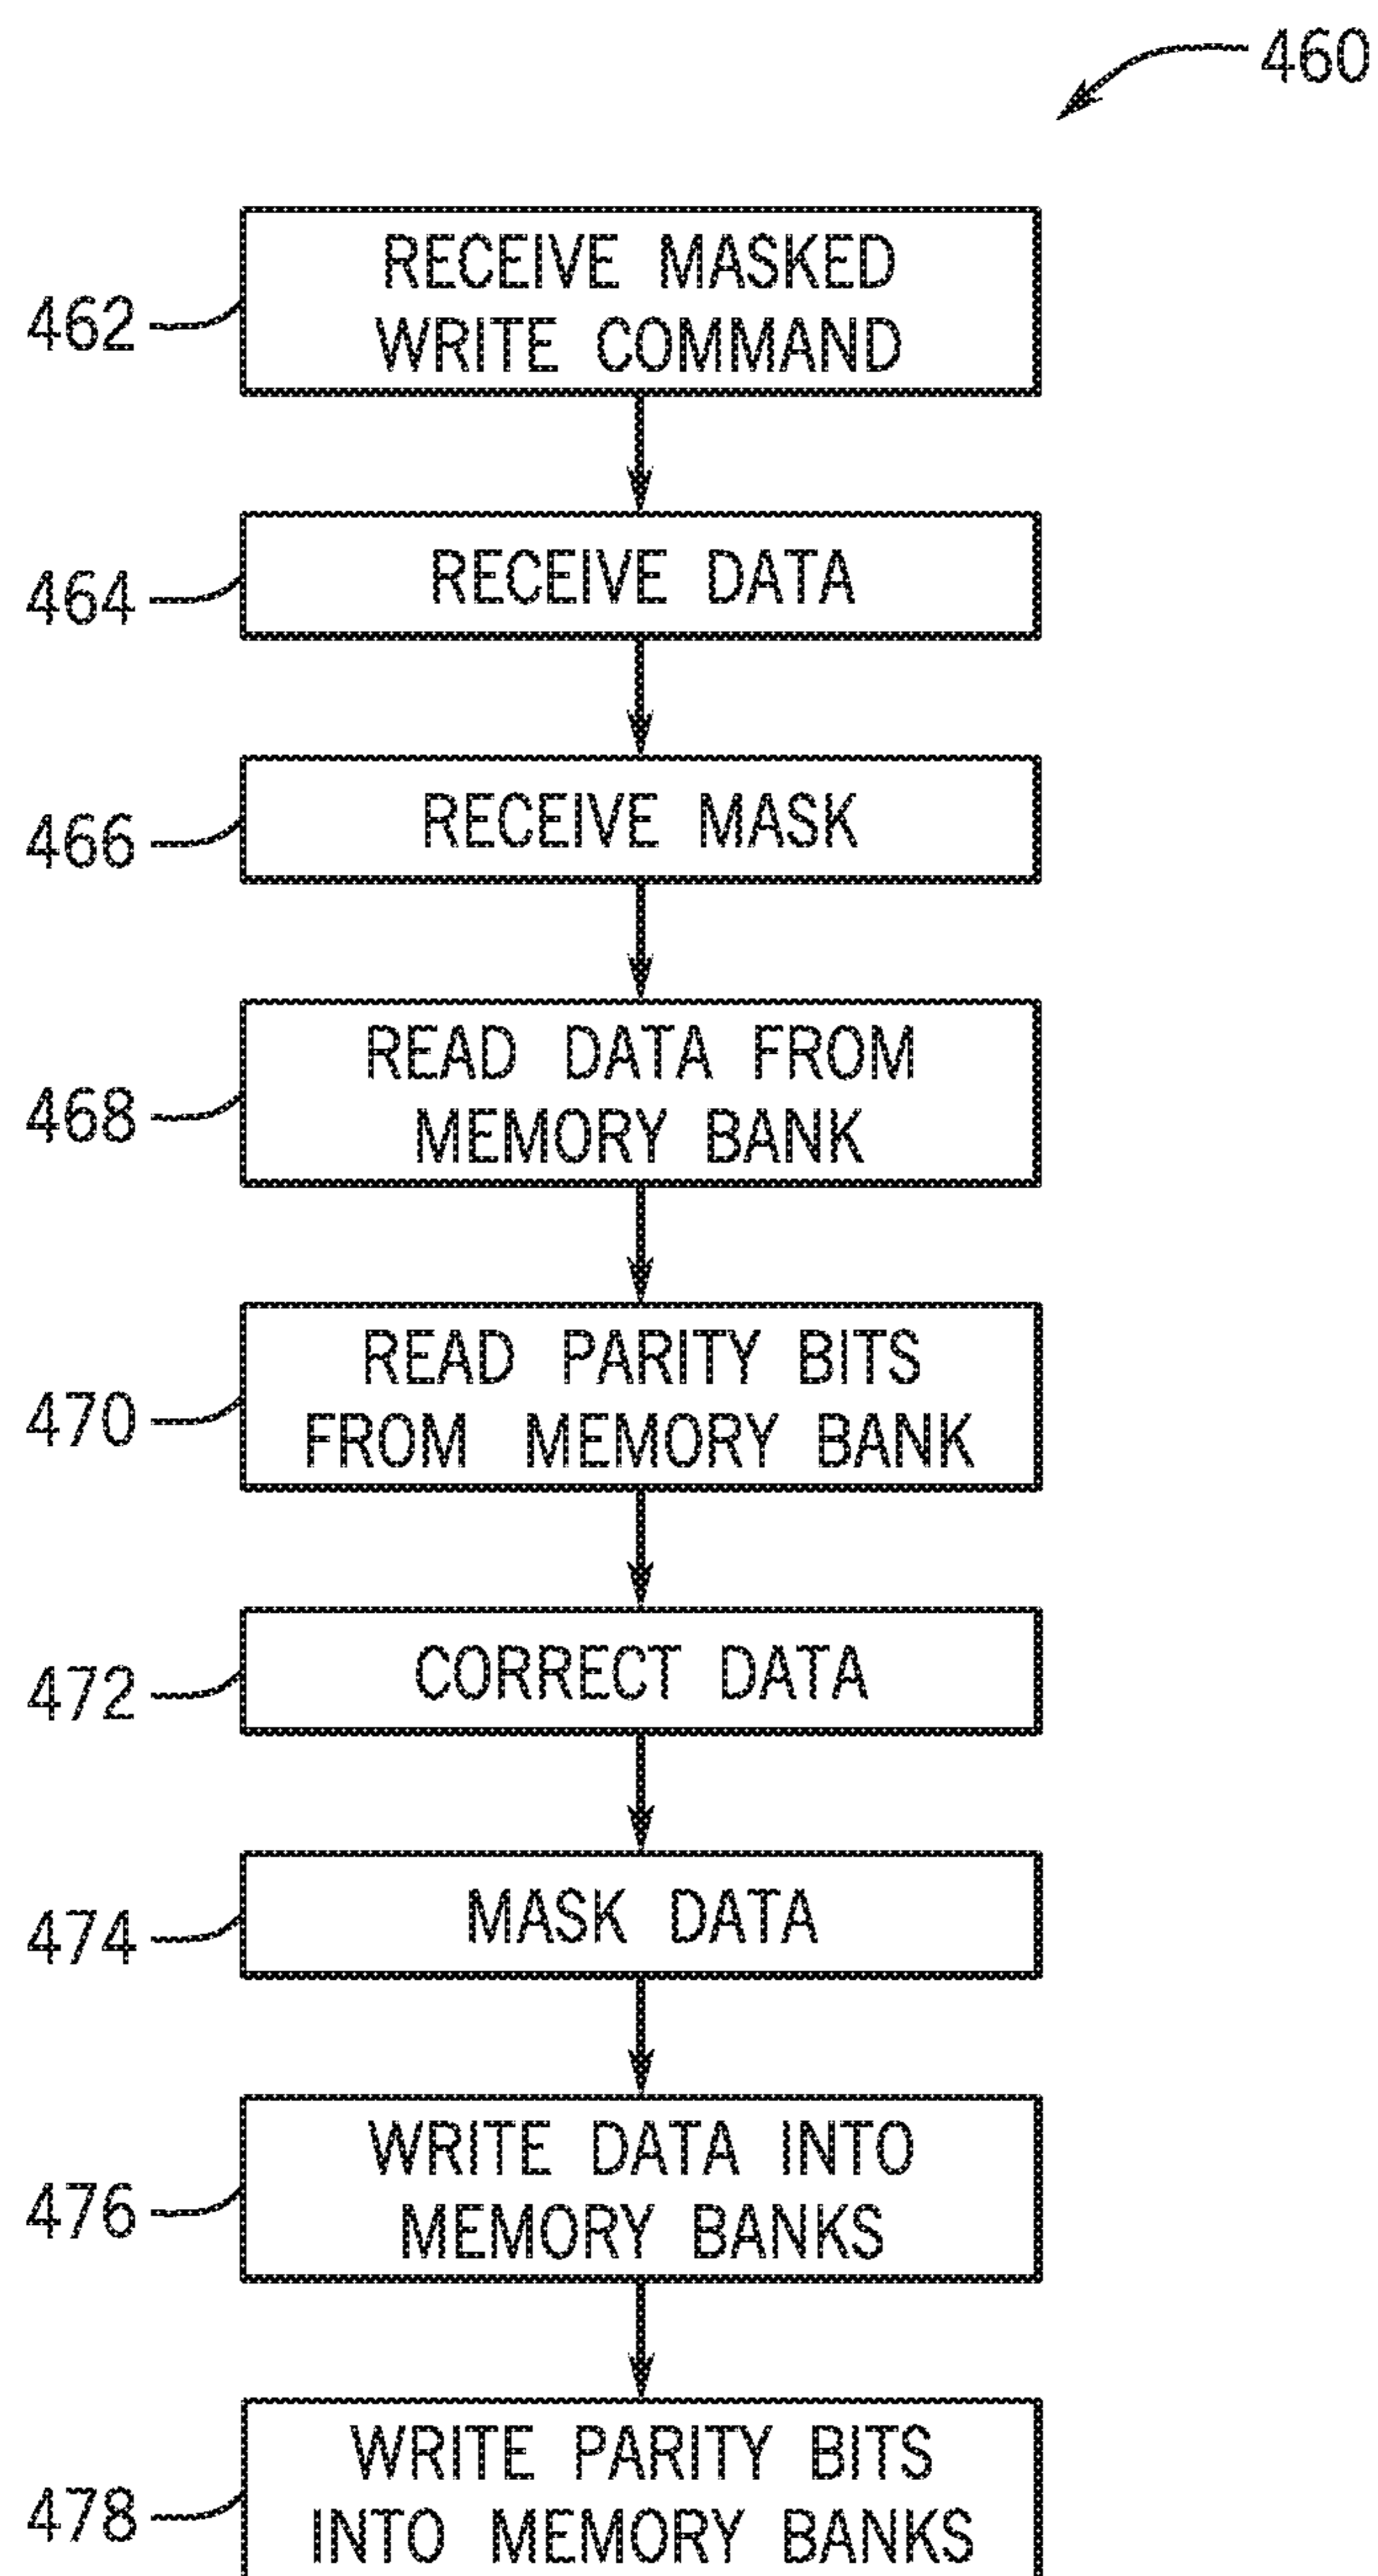 460
RECEIVE MASKED
WRITE COMMAND
462
RECEIVE DATA
464
RECEIVE MASK
466
READ DATA FROM
MEMORY BANK
468
READ PARITY BITS
FROM MEMORY BANK
470
CORRECT DATA
472
MASK DATA
474
WRITE DATA INTO
MEMORY BANKS
476
WRITE PARITY BITS
INTO MEMORY BANKS
478